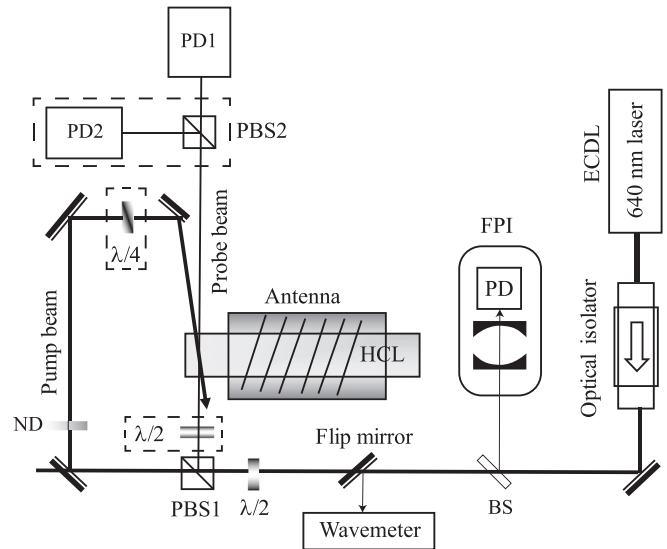 PD1
PD2
PBS2
ECDL
640 nm laser
λ/4
Probe beam
FPI
PD
Antenna
HCL
Pump beam
Optical isolator
ND
λ/2
Flip mirror
PBS1
λ/2
BS
Wavemeter